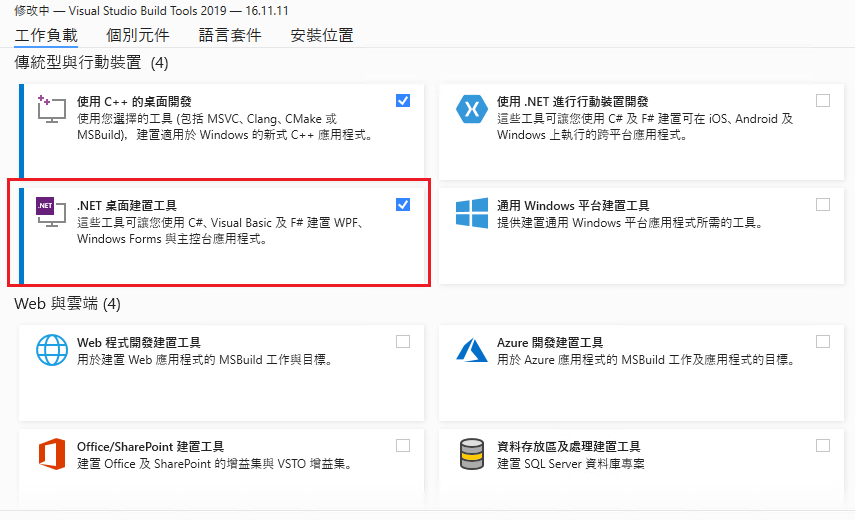 修改中 — Visual Studio Build Tools 2019 — 16.11.11
工作負載 個別元件 語言套件 安裝位置
傳統型與行動裝置 (4)
使用 C++ 的桌面開發
使用您選擇的工具 (包括 MSVC、Clang、CMake 或
MSBuild)，建置適用於 Windows 的新式 C++ 應用程式。
使用 .NET 進行行動裝置開發
這些工具可讓您使用 C# 及 F# 建置可在 iOS、Android 及
Windows 上執行的跨平台應用程式。
.NET
.NET 桌面建置工具
這些工具可讓您使用 C#、Visual Basic 及 F# 建置 WPF、
Windows Forms 與主控台應用程式。
通用 Windows 平台建置工具
提供建置通用 Windows 平台應用程式所需的工具。
Web 與雲端 (4)
Web 程式開發建置工具
用於建置 Web 應用程式的 MSBuild 工作與目標。
Azure 開發建置工具
用於 Azure 應用程式的 MSBuild 工作及應用程式的目標。
Office/SharePoint 建置工具
建置 Office 及 SharePoint 的增益集與 VSTO 增益集。
資料存放區及處理建置工具
建置 SQL Server 資料庫專案